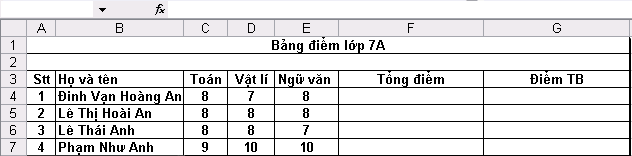 fx
A B C D E F G
1 Bảng điểm lớp 7A
2
3 Stt Họ và tên Toán Vật lí Ngữ văn Tổng điểm Điểm TB
4 1 Đinh Vạn Hoàng An 8 7 8
5 2 Lê Thị Hoài An 8 8 8
6 3 Lê Thái Anh 8 8 7
7 4 Phạm Như Anh 9 10 10